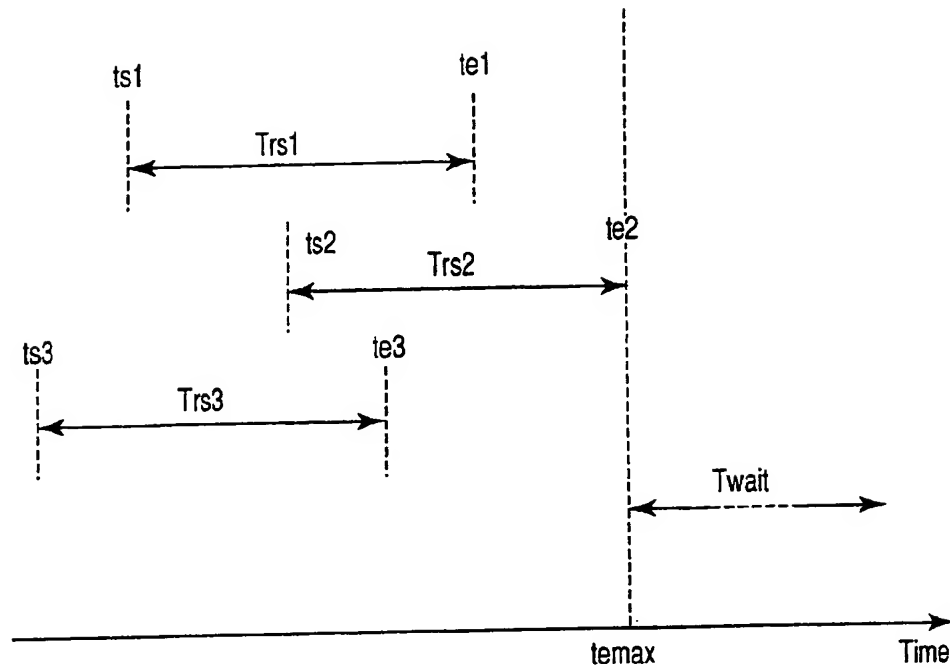 ts1
te1
Trs1
ts2
te2
Trs2
ts3
te3
Trs3
Twait
temax
Time